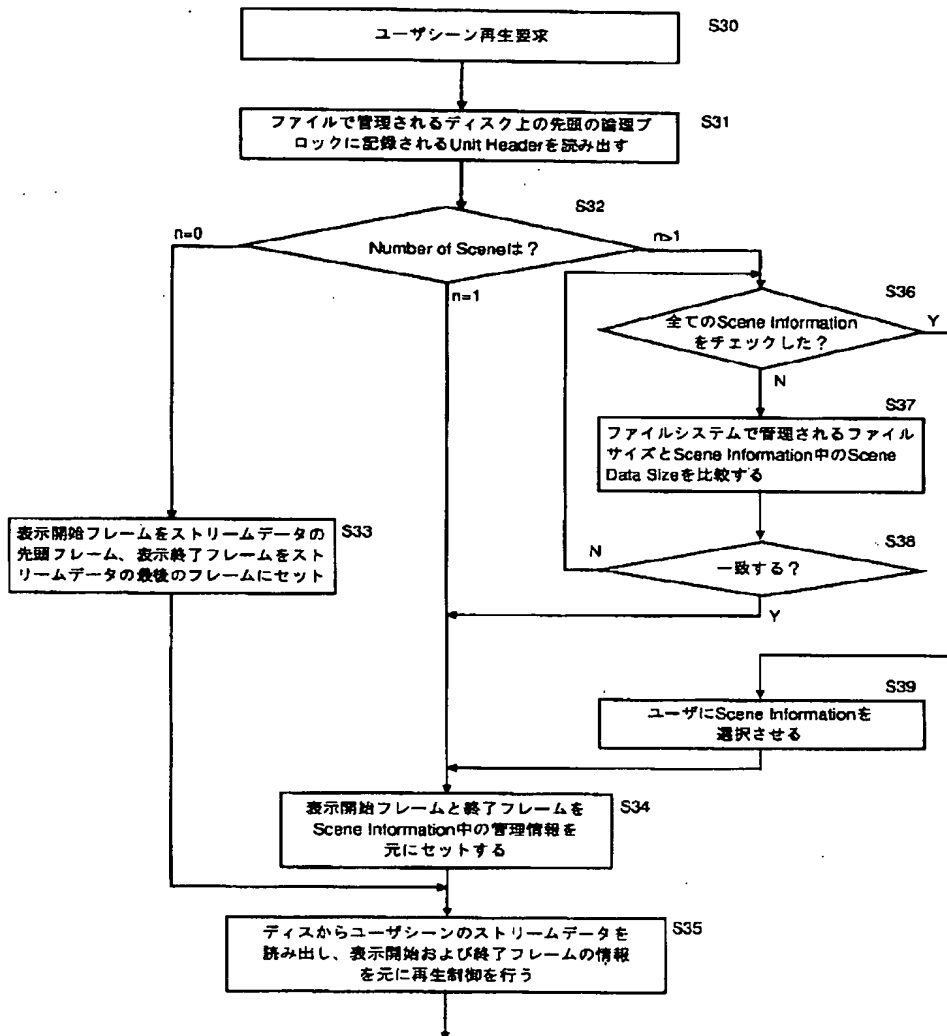 ユーザシーン再生要求
S30
ファイルで管理されるディスク上の先頭の論理ブ
ロックに記録されるUnit Headerを読み出す
S31
S32
Number of Sceneは？
n=0
n=1
n>1
S36
全てのScene Information
をチェックした？
Y
N
S37
ファイルシステムで管理されるファイル
サイズとScene Information中のScene
Data Sizeを比較する
S38
一致する？
N
Y
S33
表示開始フレームをストリームデータの
先頭フレーム、表示終了フレームをスト
リームデータの最後のフレームにセット
S39
ユーザにScene Informationを
選択させる
S34
表示開始フレームと終了フレームを
Scene Information中の管理情報を
元にセットする
S35
ディスからユーザシーンのストリームデータを
読み出し、表示開始および終了フレームの情報
を元に再生制御を行う